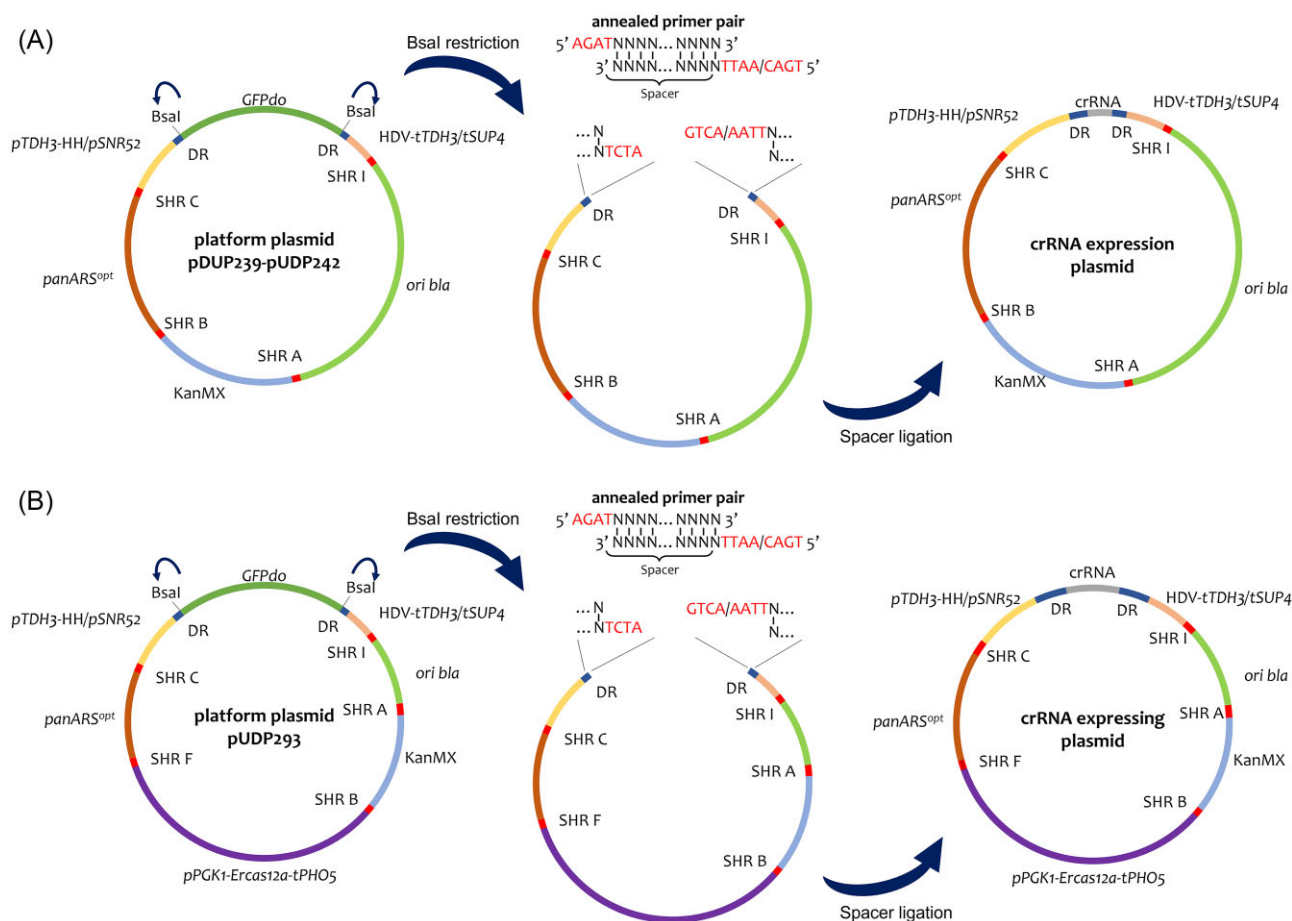 (A)
BsaI restriction
annealed primer pair
5’ AGATNNNN... NNNN 3’
3’NNNN... NNNNTTAA/CAGT 5’
Spacer
GFPdo
BsaI
BsaI
pTDH3-HH/pSNR52
HDV-tTDH3/tSUP4
DR
DR
SHR I
SHR C
panARSopt
platform plasmid
pDUP239-pUDP242
ori bla
SHR B
SHR A
KanMX
...N
...NTCTA
GTCA/AATTN...
N...
DR
DR
SHR I
SHR C
SHR B
SHR A
Spacer ligation
crRNA
HDV-tTDH3/tSUP4
pTDH3-HH/pSNR52
DR
DR
SHR I
SHR C
panARSopt
crRNA expression
plasmid
ori bla
SHR B
SHR A
KanMX
(B)
BsaI restriction
annealed primer pair
5’ AGATNNNN... NNNN 3’
3’NNNN... NNNNTTAA/CAGT 5’
Spacer
GFPdo
BsaI
BsaI
pTDH3-HH/pSNR52
HDV-tTDH3/tSUP4
DR
DR
SHR I
SHR C
ori bla
panARSopt
platform plasmid
pUDP293
SHR A
KanMX
SHR F
SHR B
pPGK1-Ercas12a-tPHO5
...N
...NTCTA
GTCA/AATTN...
N...
DR
DR
SHR I
SHR C
SHR A
SHR F
SHR B
Spacer ligation
crRNA
pTDH3-HH/pSNR52
HDV-tTDH3/tSUP4
DR
DR
SHR I
SHR C
ori bla
panARSopt
crRNA expressing
plasmid
SHR A
KanMX
SHR F
SHR B
pPGK1-Ercas12a-tPHO5